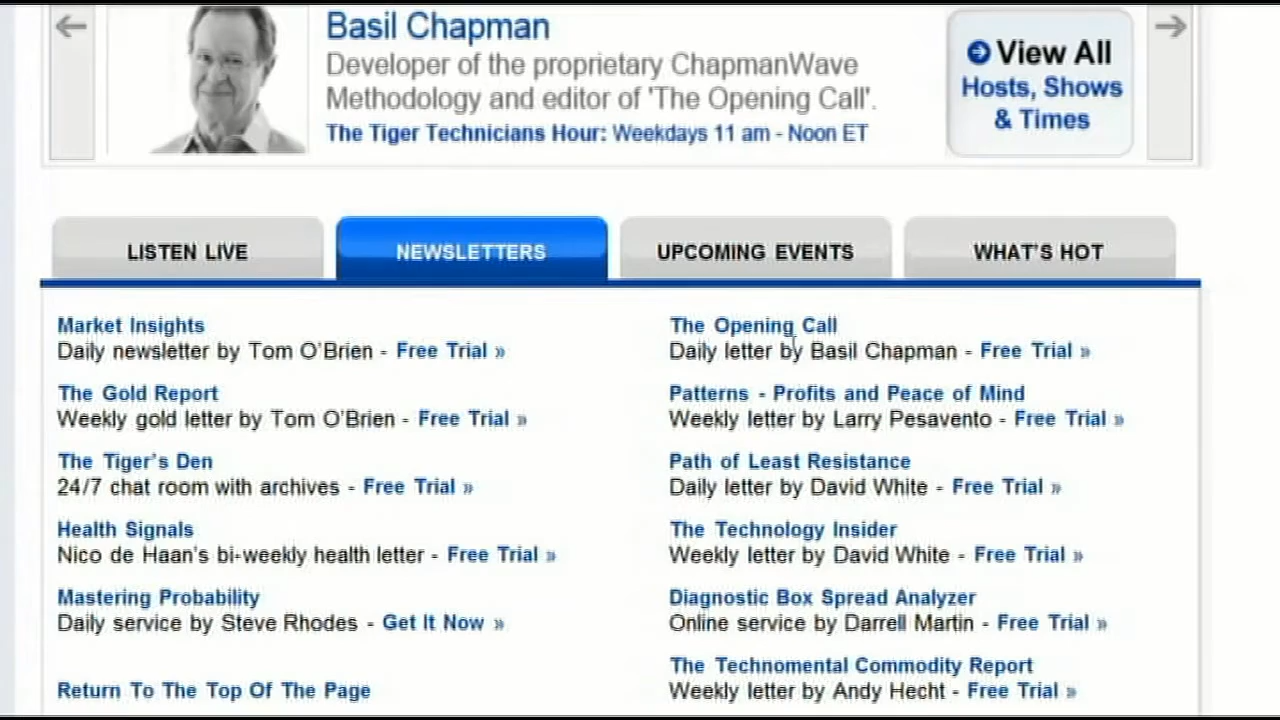 Basil Chapman
Developer of the proprietary ChapmanWave
Methodology and editor of 'The Opening Call'.
The Tiger Technicians Hour: Weekdays 11 am - Noon ET
View All
Hosts, Shows
& Times
LISTEN LIVE
NEWSLETTERS
UPCOMING EVENTS
WHAT'S HOT
Market Insights
Daily newsletter by Tom O'Brien - Free Trial »
The Gold Report
Weekly gold letter by Tom O'Brien - Free Trial »
The Tiger's Den
24/7 chat room with archives - Free Trial »
Health Signals
Nico de Haan's bi-weekly health letter - Free Trial »
Mastering Probability
Daily service by Steve Rhodes - Get It Now »
Return To The Top Of The Page
The Opening Call
Daily letter by Basil Chapman - Free Trial »
Patterns - Profits and Peace of Mind
Weekly letter by Larry Pesavento - Free Trial »
Path of Least Resistance
Daily letter by David White - Free Trial »
The Technology Insider
Weekly letter by David White - Free Trial »
Diagnostic Box Spread Analyzer
Online service by Darrell Martin - Free Trial »
The Technomental Commodity Report
Weekly letter by Andy Hecht - Free Trial »